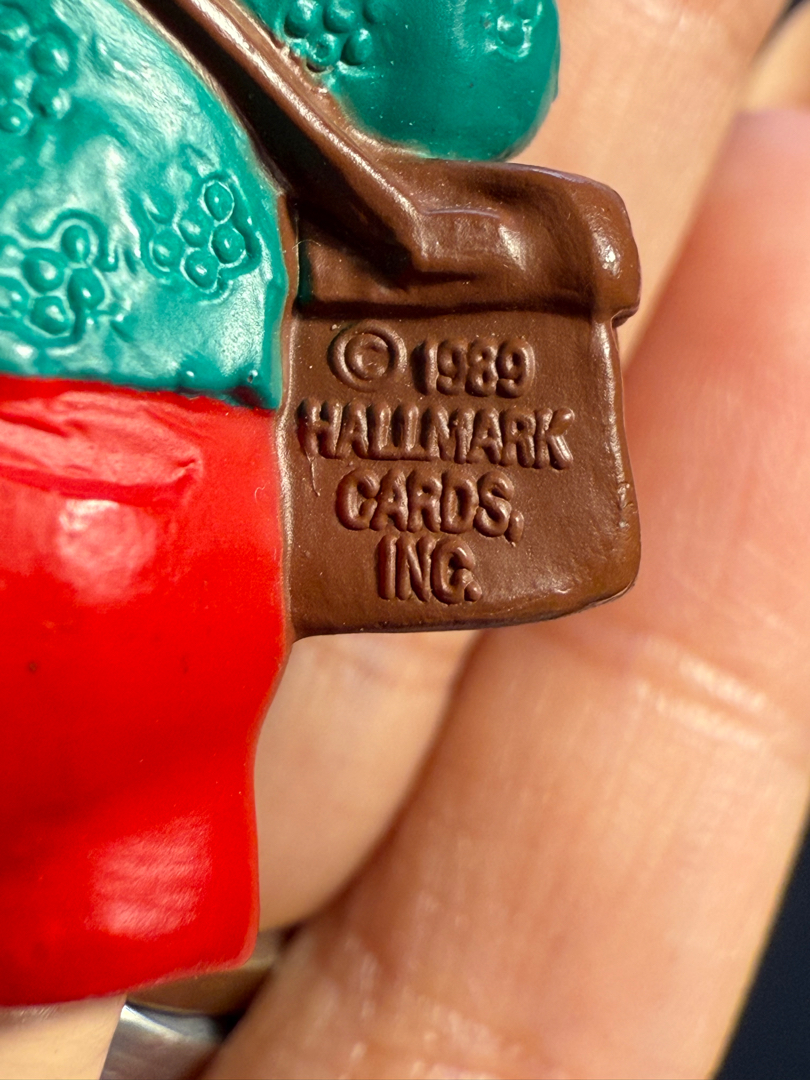 © 1989
HALLMARK
CARDS,
INC.